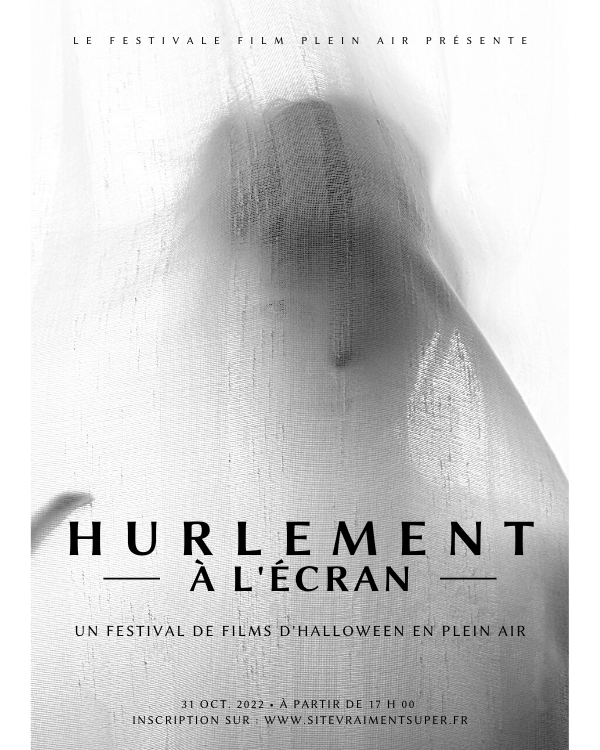 LE FESTIVALE FILM PLEIN AIR PRÉSENTE
HURLEMENT
À L'ÉCRAN
UN FESTIVAL DE FILMS D'HALLOWEEN EN PLEIN AIR
31 OCT. 2022 • À PARTIR DE 17 H 00
INSCRIPTION SUR : WWW.SITEVRAIMENTSUPER.FR